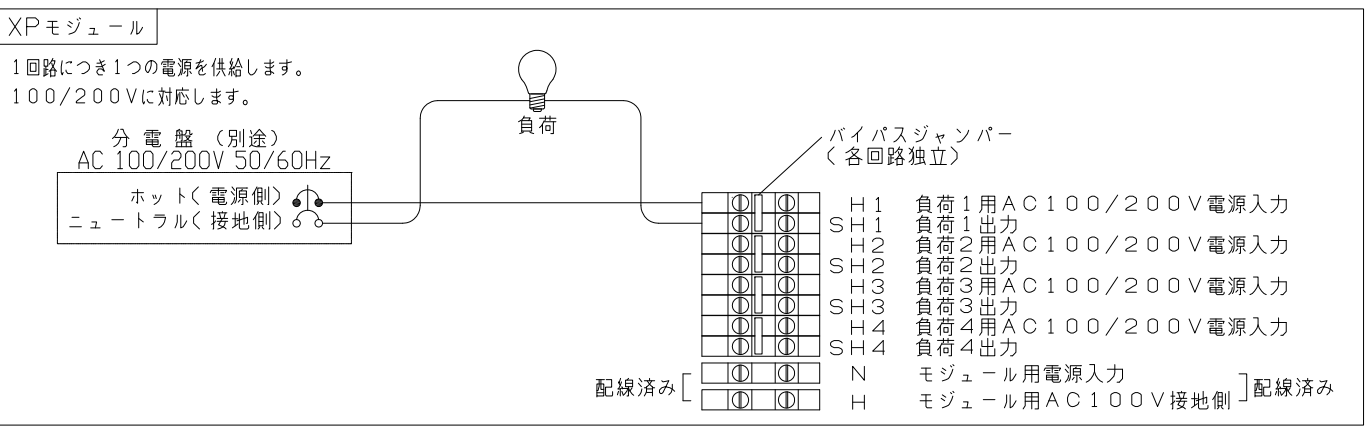 XPモジュール
1回路につき1つの電源を供給します。
100/200Vに対応します。
分電盤（別途）
AC 100/200V 50/60Hz
ホット(電源側)
ニュートラル(接地側)
負荷
バイパスジャンパー
(各回路独立)
H1 負荷1用AC100/200V電源入力
SH1 負荷1出力
H2 負荷2用AC100/200V電源入力
SH2 負荷2出力
H3 負荷3用AC100/200V電源入力
SH3 負荷3出力
H4 負荷4用AC100/200V電源入力
SH4 負荷4出力
配線済み
N モジュール用電源入力
H モジュール用AC100V接地側
配線済み